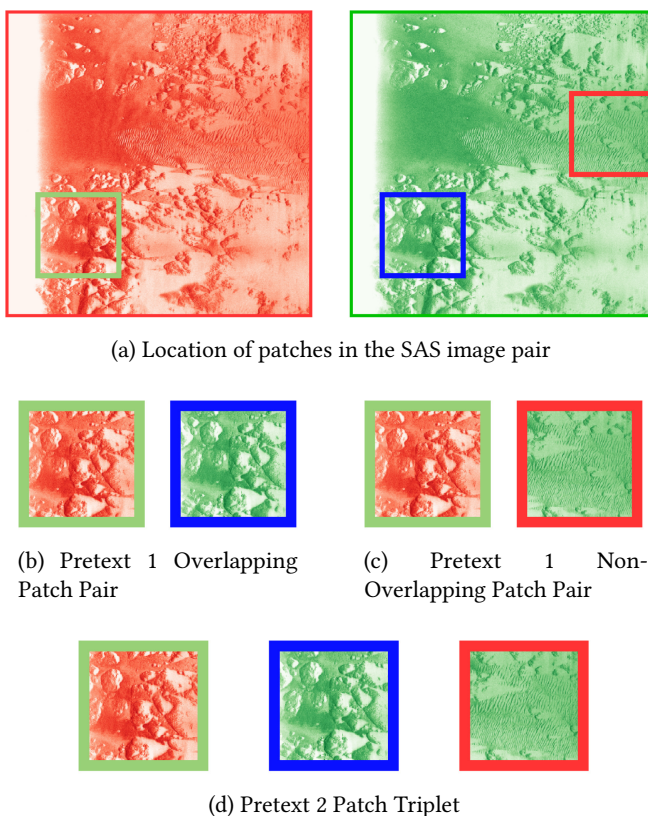 (a) Location of patches in the SAS image pair
(b) Pretext 1 Overlapping
Patch Pair
(c) Pretext 1 Non-
Overlapping Patch Pair
(d) Pretext 2 Patch Triplet